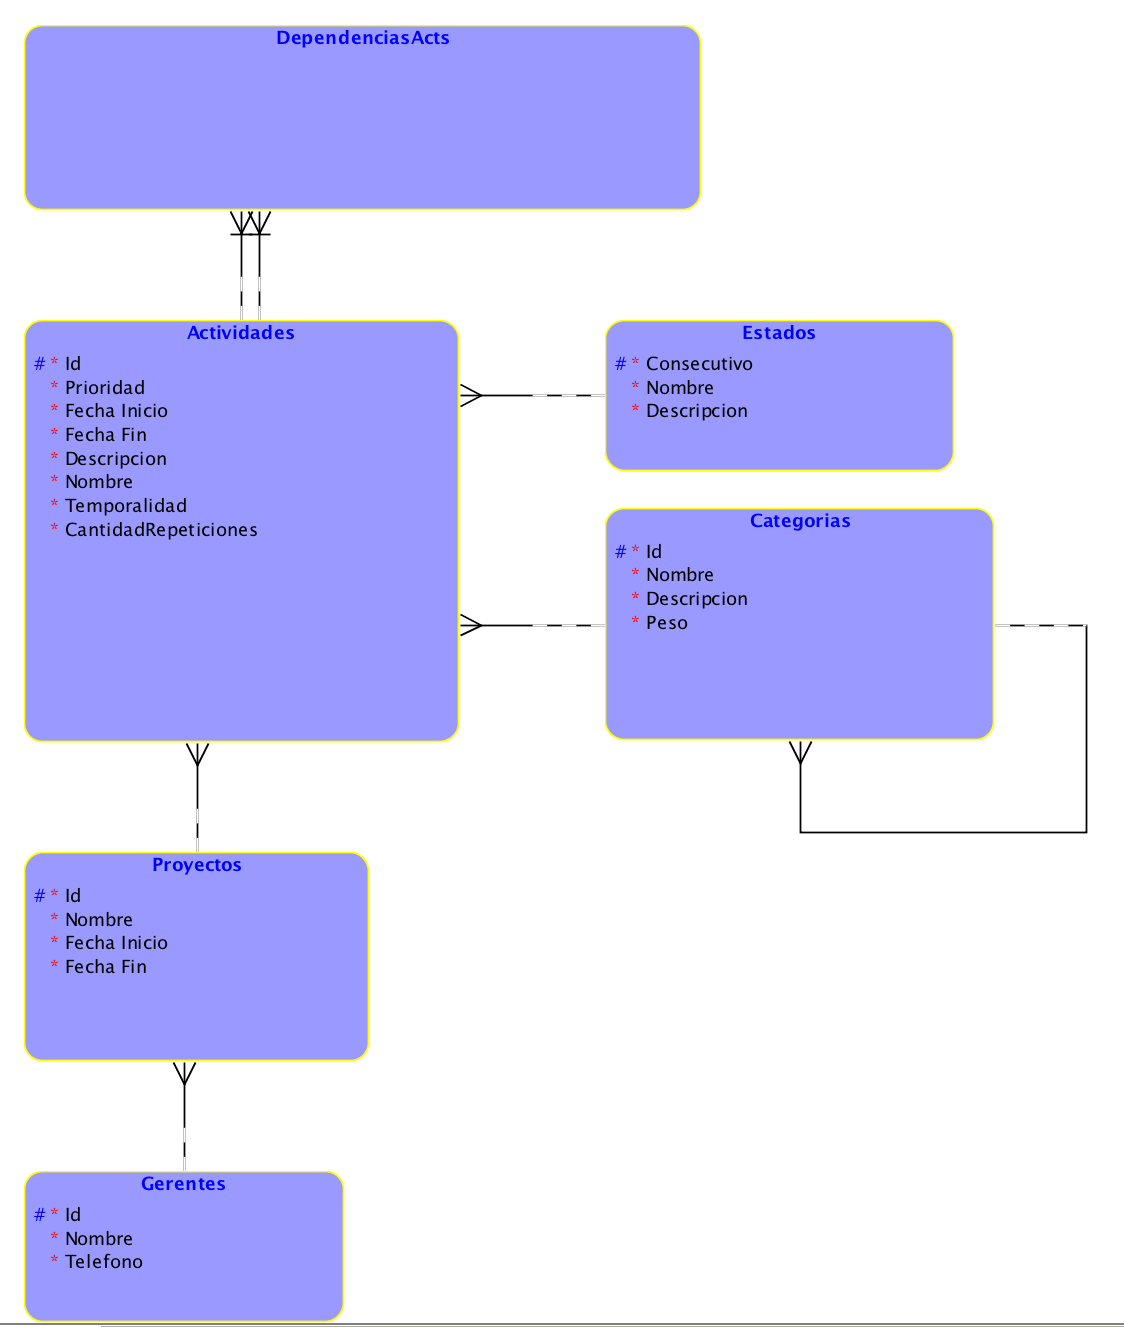 DependenciasActs
Actividades
# * Id
* Prioridad
* Fecha Inicio
* Fecha Fin
* Descripcion
* Nombre
* Temporalidad
* CantidadRepeticiones
Estados
# * Consecutivo
* Nombre
* Descripcion
Categorias
# * Id
* Nombre
* Descripcion
* Peso
Proyectos
# * Id
* Nombre
* Fecha Inicio
* Fecha Fin
Gerentes
# * Id
* Nombre
* Telefono